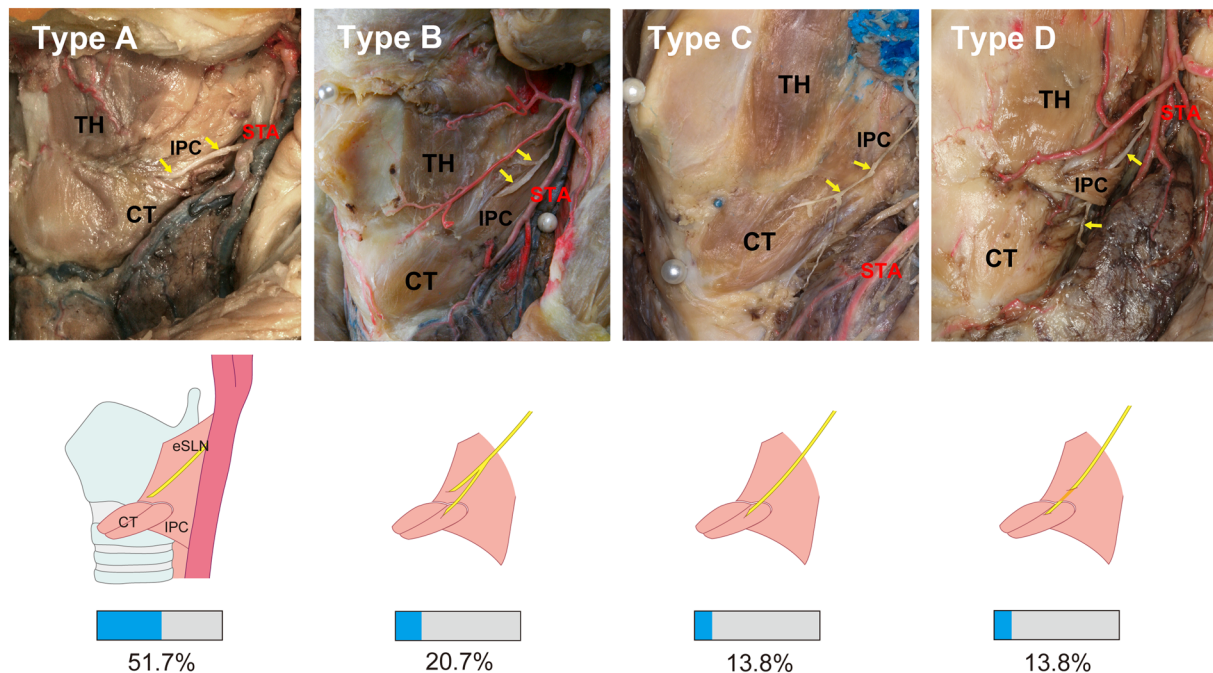 Type A
TH
IPC
STA
CT
Type B
TH
STA
IPC
CT
Type C
TH
IPC
CT
STA
Type D
TH
STA
IPC
CT
eSLN
CT
IPC
51.7%
20.7%
13.8%
13.8%